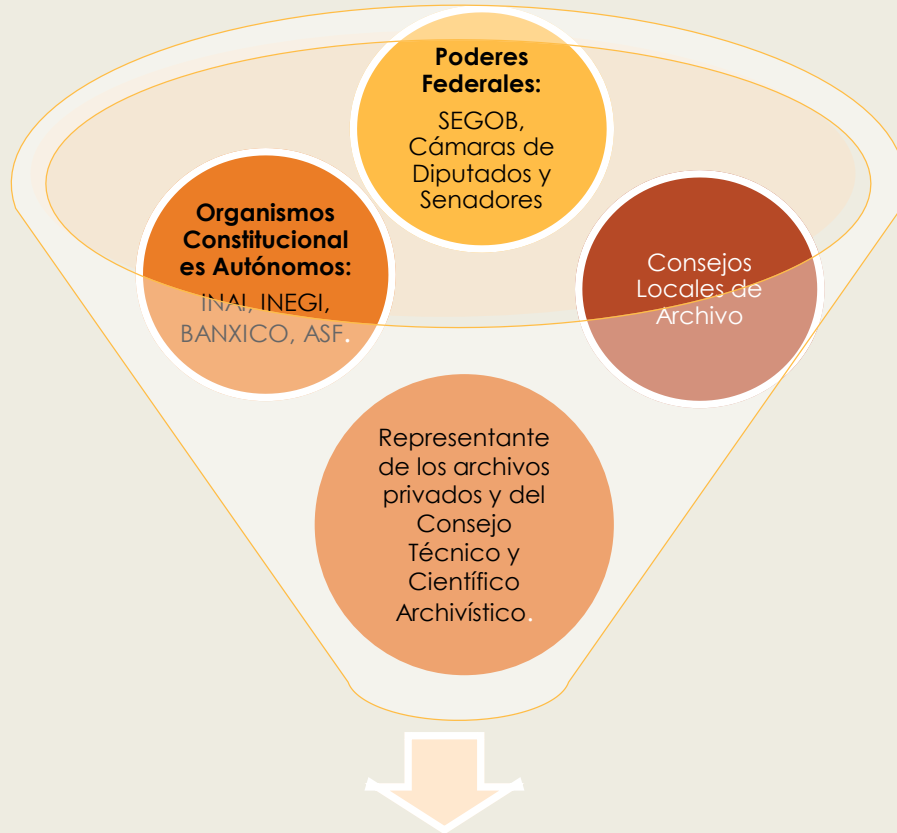 Poderes
Federales:
SEGOB,
Cámaras de
Diputados y
Senadores
Organismos
Constitucional
es Autónomos:
INAI, INEGI,
BANXICO, ASF.
Consejos
Locales de
Archivo
Representante
de los archivos
privados y del
Consejo
Técnico y
Científico
Archivístico.